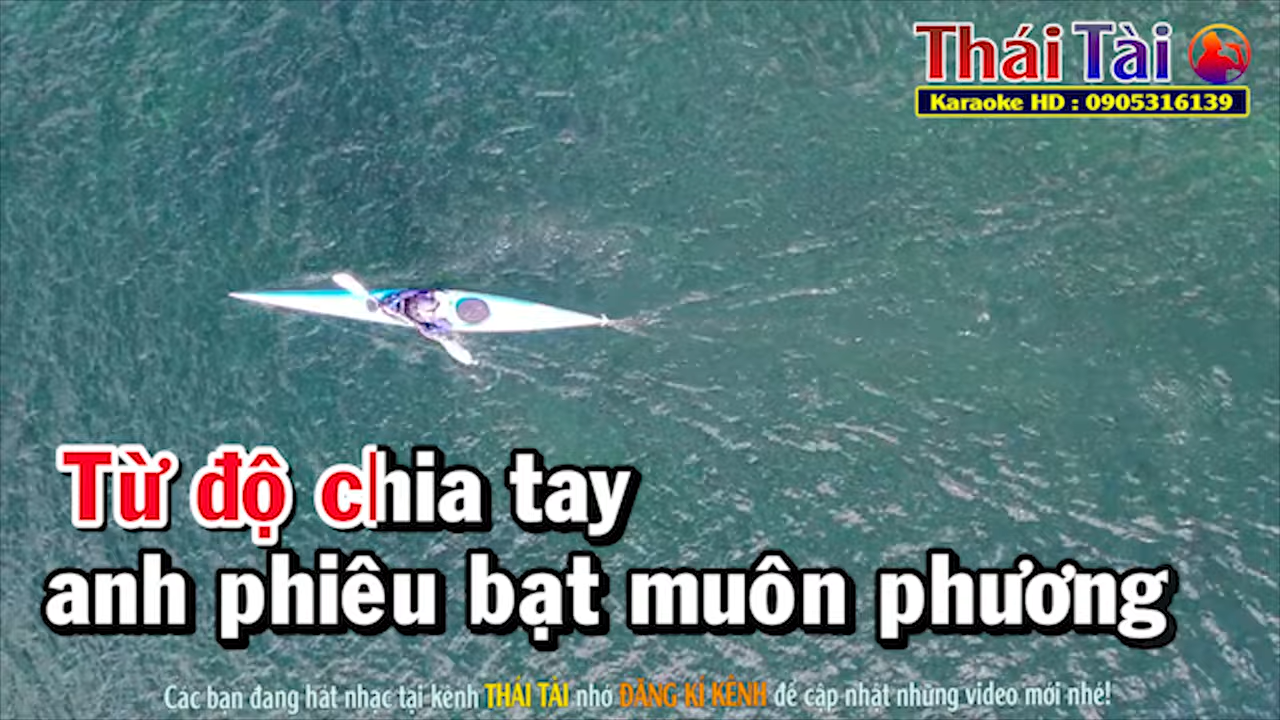 Thái Tài
Karaoke HD : 0905316139
Từ độ chia tay
anh phiêu bạt muôn phương
Các bạn đang hát nhạc tại kênh THÁI TÀI nhớ ĐĂNG KÍ KÊNH để cập nhật những video mới nhé!